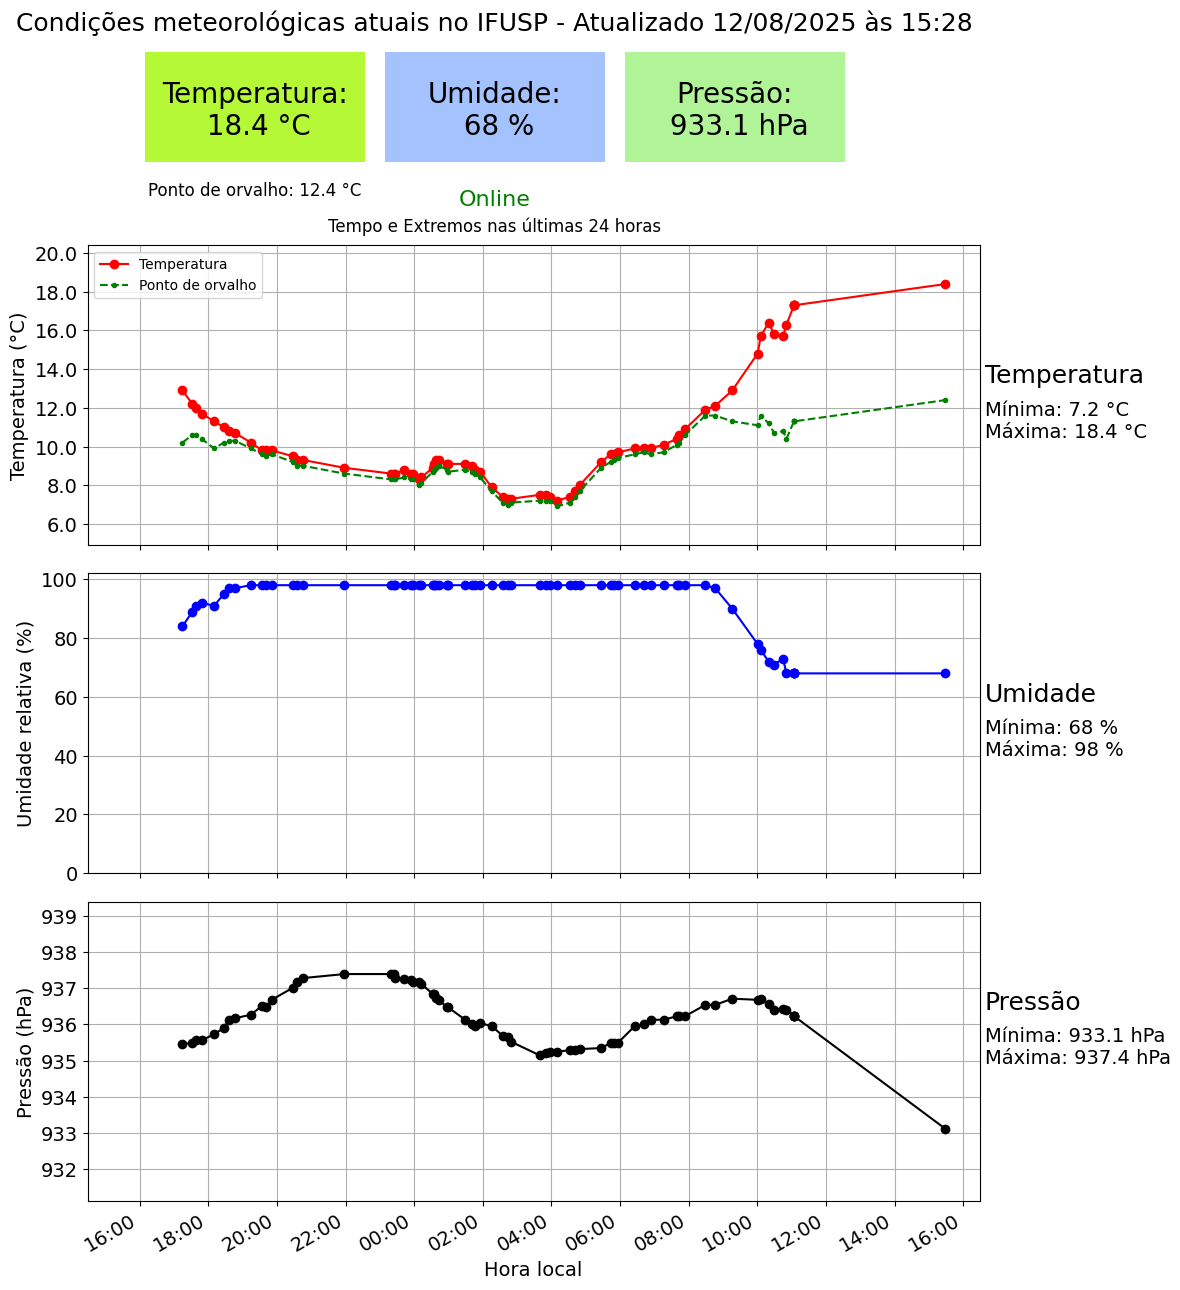 Condições meteorológicas atuais no IFUSP - Atualizado 12/08/2025 às 15:28
Temperatura:
18.4 °C
Umidade:
68 %
Pressão:
933.1 hPa
Ponto de orvalho: 12.4 °C
Online
Tempo e Extremos nas últimas 24 horas
Temperatura (°C)
20.0
18.0
16.0
14.0
12.0
10.0
8.0
6.0
Temperatura
Ponto de orvalho
Temperatura
Mínima: 7.2 °C
Máxima: 18.4 °C
Umidade relativa (%)
100
80
60
40
20
0
Umidade
Mínima: 68 %
Máxima: 98 %
Pressão (hPa)
939
938
937
936
935
934
933
932
Pressão
Mínima: 933.1 hPa
Máxima: 937.4 hPa
16:00 18:00 20:00 22:00 00:00 02:00 04:00 06:00 08:00 10:00 12:00 14:00 16:00
Hora local